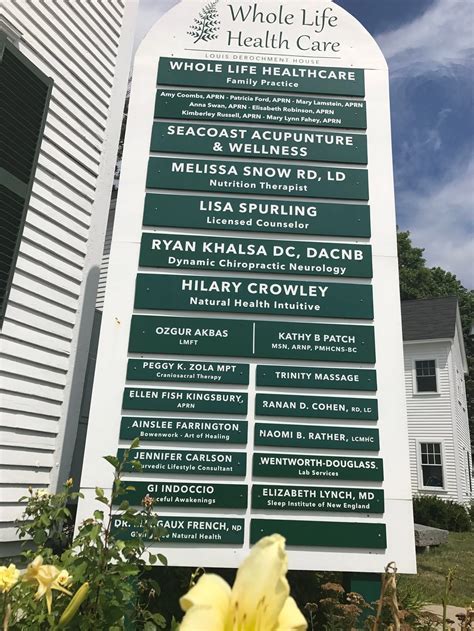 Whole Life
Health Care
LOUIS DEROCHMENT HOUSE
WHOLE LIFE HEALTHCARE
Family Practice
Amy Coombs, APRN - Patricia Ford, APRN - Mary Lamstein, APRN
Anna Swan, APRN - Elisabeth Robinson, APRN
Kimberley Russell, APRN - Mary Lynn Fahey, APRN
SEACOAST ACUPUNTURE
& WELLNESS
MELISSA SNOW RD, LD
Nutrition Therapist
LISA SPURLING
Licensed Counselor
RYAN KHALSA DC, DACNB
Dynamic Chiropractic Neurology
HILARY CROWLEY
Natural Health Intuitive
OZGUR AKBAS
LMFT
KATHY B PATCH
MSN, ARNP, PMHCNS-BC
PEGGY K. ZOLA MPT
Craniosacral Therapy
TRINITY MASSAGE
ELLEN FISH KINGSBURY,
APRN
RANAN D. COHEN, RD, LD
AINSLEE FARRINGTON
Bowenwork - Art of Healing
NAOMI B. RATHER, LCMHC
JENNIFER CARLSON
Lifestyle Consultant
WENTWORTH-DOUGLASS
Lab Services
GI INDOCCIO
Awakenings
ELIZABETH LYNCH, MD
Sleep Institute of New England
DR. FRENCH, ND
Natural Health